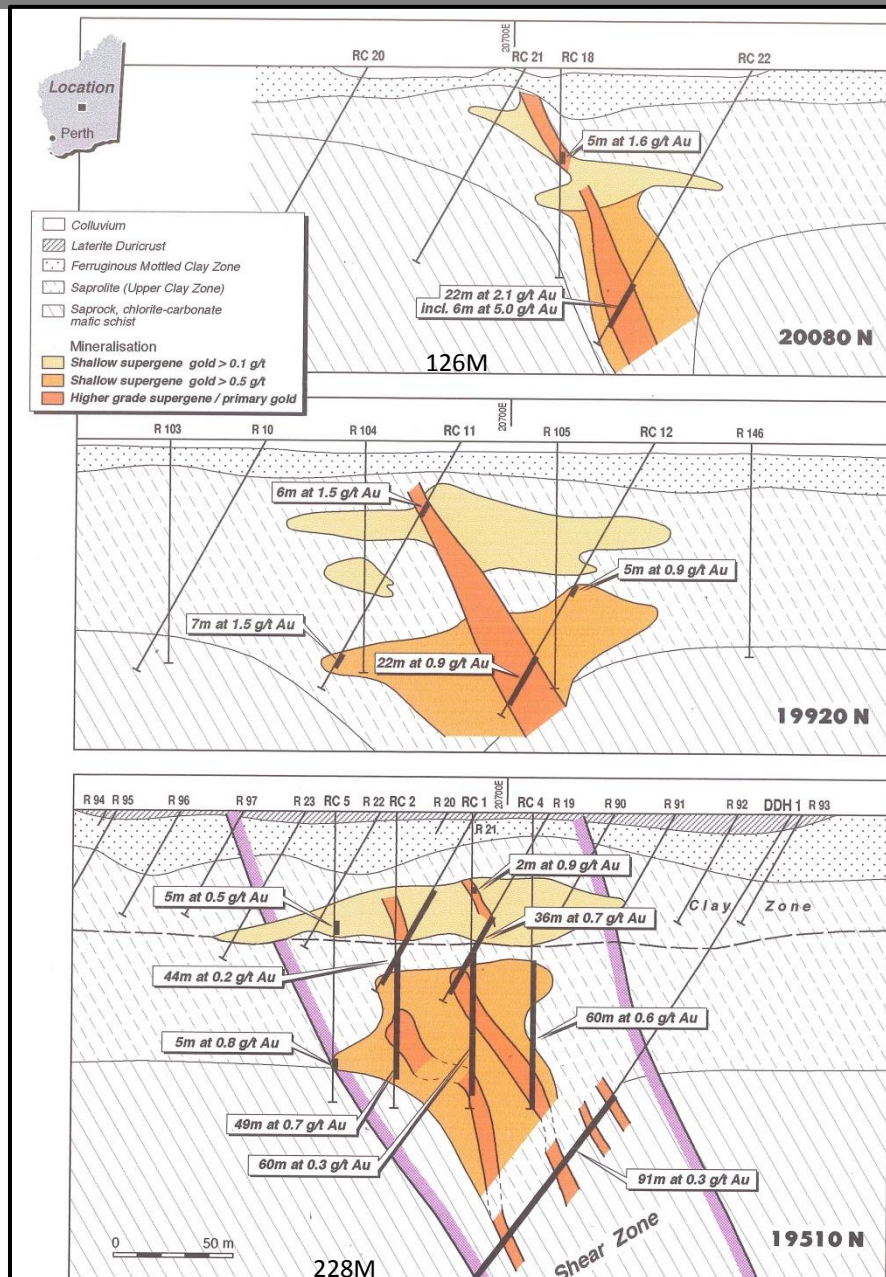 20700E
RC 20
RC 21
RC 18
RC 22
Location
Perth
5m at 1.6 g/t Au
Colluvium
Laterite Duricrust
Ferruginous Mottled Clay Zone
Saprolite (Upper Clay Zone)
Saprock, chlorite-carbonate
mafic schist
Mineralisation
Shallow supergene gold > 0.1 g/t
Shallow supergene gold > 0.5 g/t
Higher grade supergene / primary gold
22m at 2.1 g/t Au
incl. 6m at 5.0 g/t Au
20080 N
126M
20700E
R 103
R 10
R 104
RC 11
R 105
RC 12
R 146
6m at 1.5 g/t Au
5m at 0.9 g/t Au
7m at 1.5 g/t Au
22m at 0.9 g/t Au
19920 N
20700E
R 94
R 95
R 96
R 97
R 23
RC 5
R 22
RC 2
R 20
RC 1
RC 4
R 19
R 90
R 91
R 92
DDH 1
R 93
R 21
2m at 0.9 g/t Au
5m at 0.5 g/t Au
Clay Zone
36m at 0.7 g/t Au
44m at 0.2 g/t Au
60m at 0.6 g/t Au
5m at 0.8 g/t Au
49m at 0.7 g/t Au
60m at 0.3 g/t Au
91m at 0.3 g/t Au
Shear Zone
19510 N
0 50 m
228M